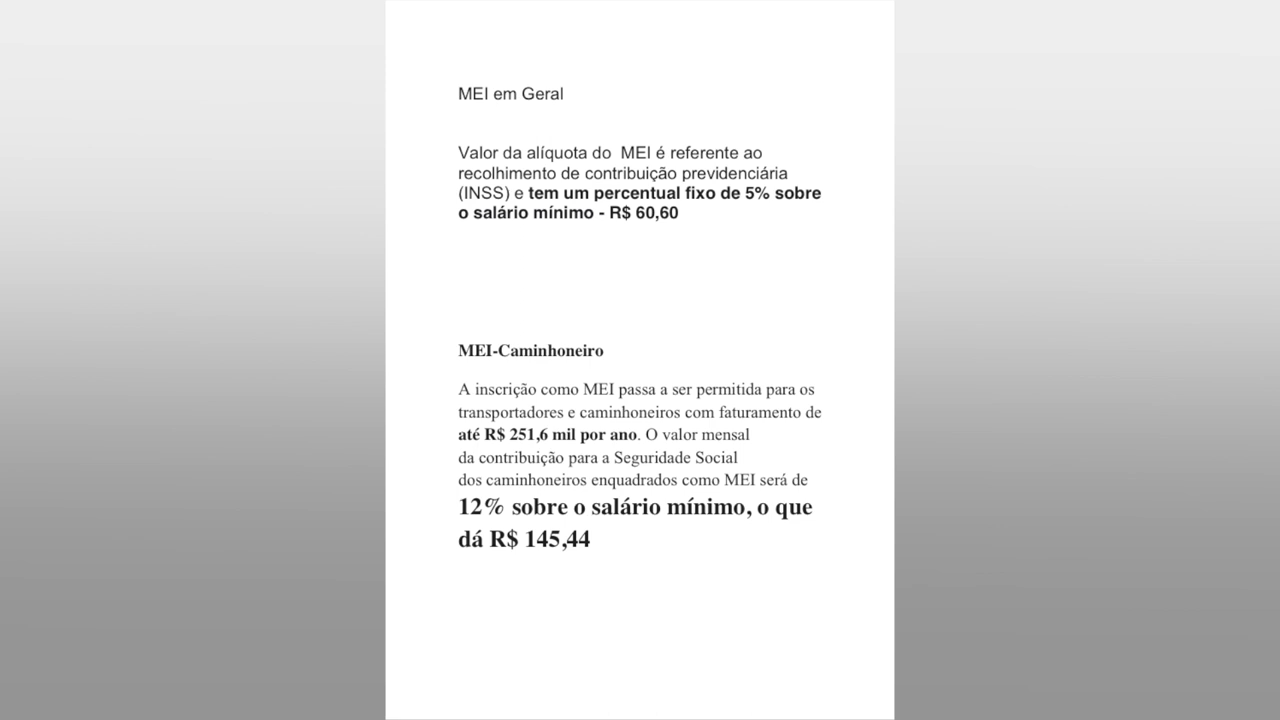 MEI em Geral
Valor da alíquota do  MEI é referente ao
recolhimento de contribuição previdenciária
(INSS) e tem um percentual fixo de 5% sobre
o salário mínimo - R$ 60,60
MEI-Caminhoneiro
A inscrição como MEI passa a ser permitida para os
transportadores e caminhoneiros com faturamento de
até R$ 251,6 mil por ano. O valor mensal
da contribuição para a Seguridade Social
dos caminhoneiros enquadrados como MEI será de
12% sobre o salário mínimo, o que
dá R$ 145,44